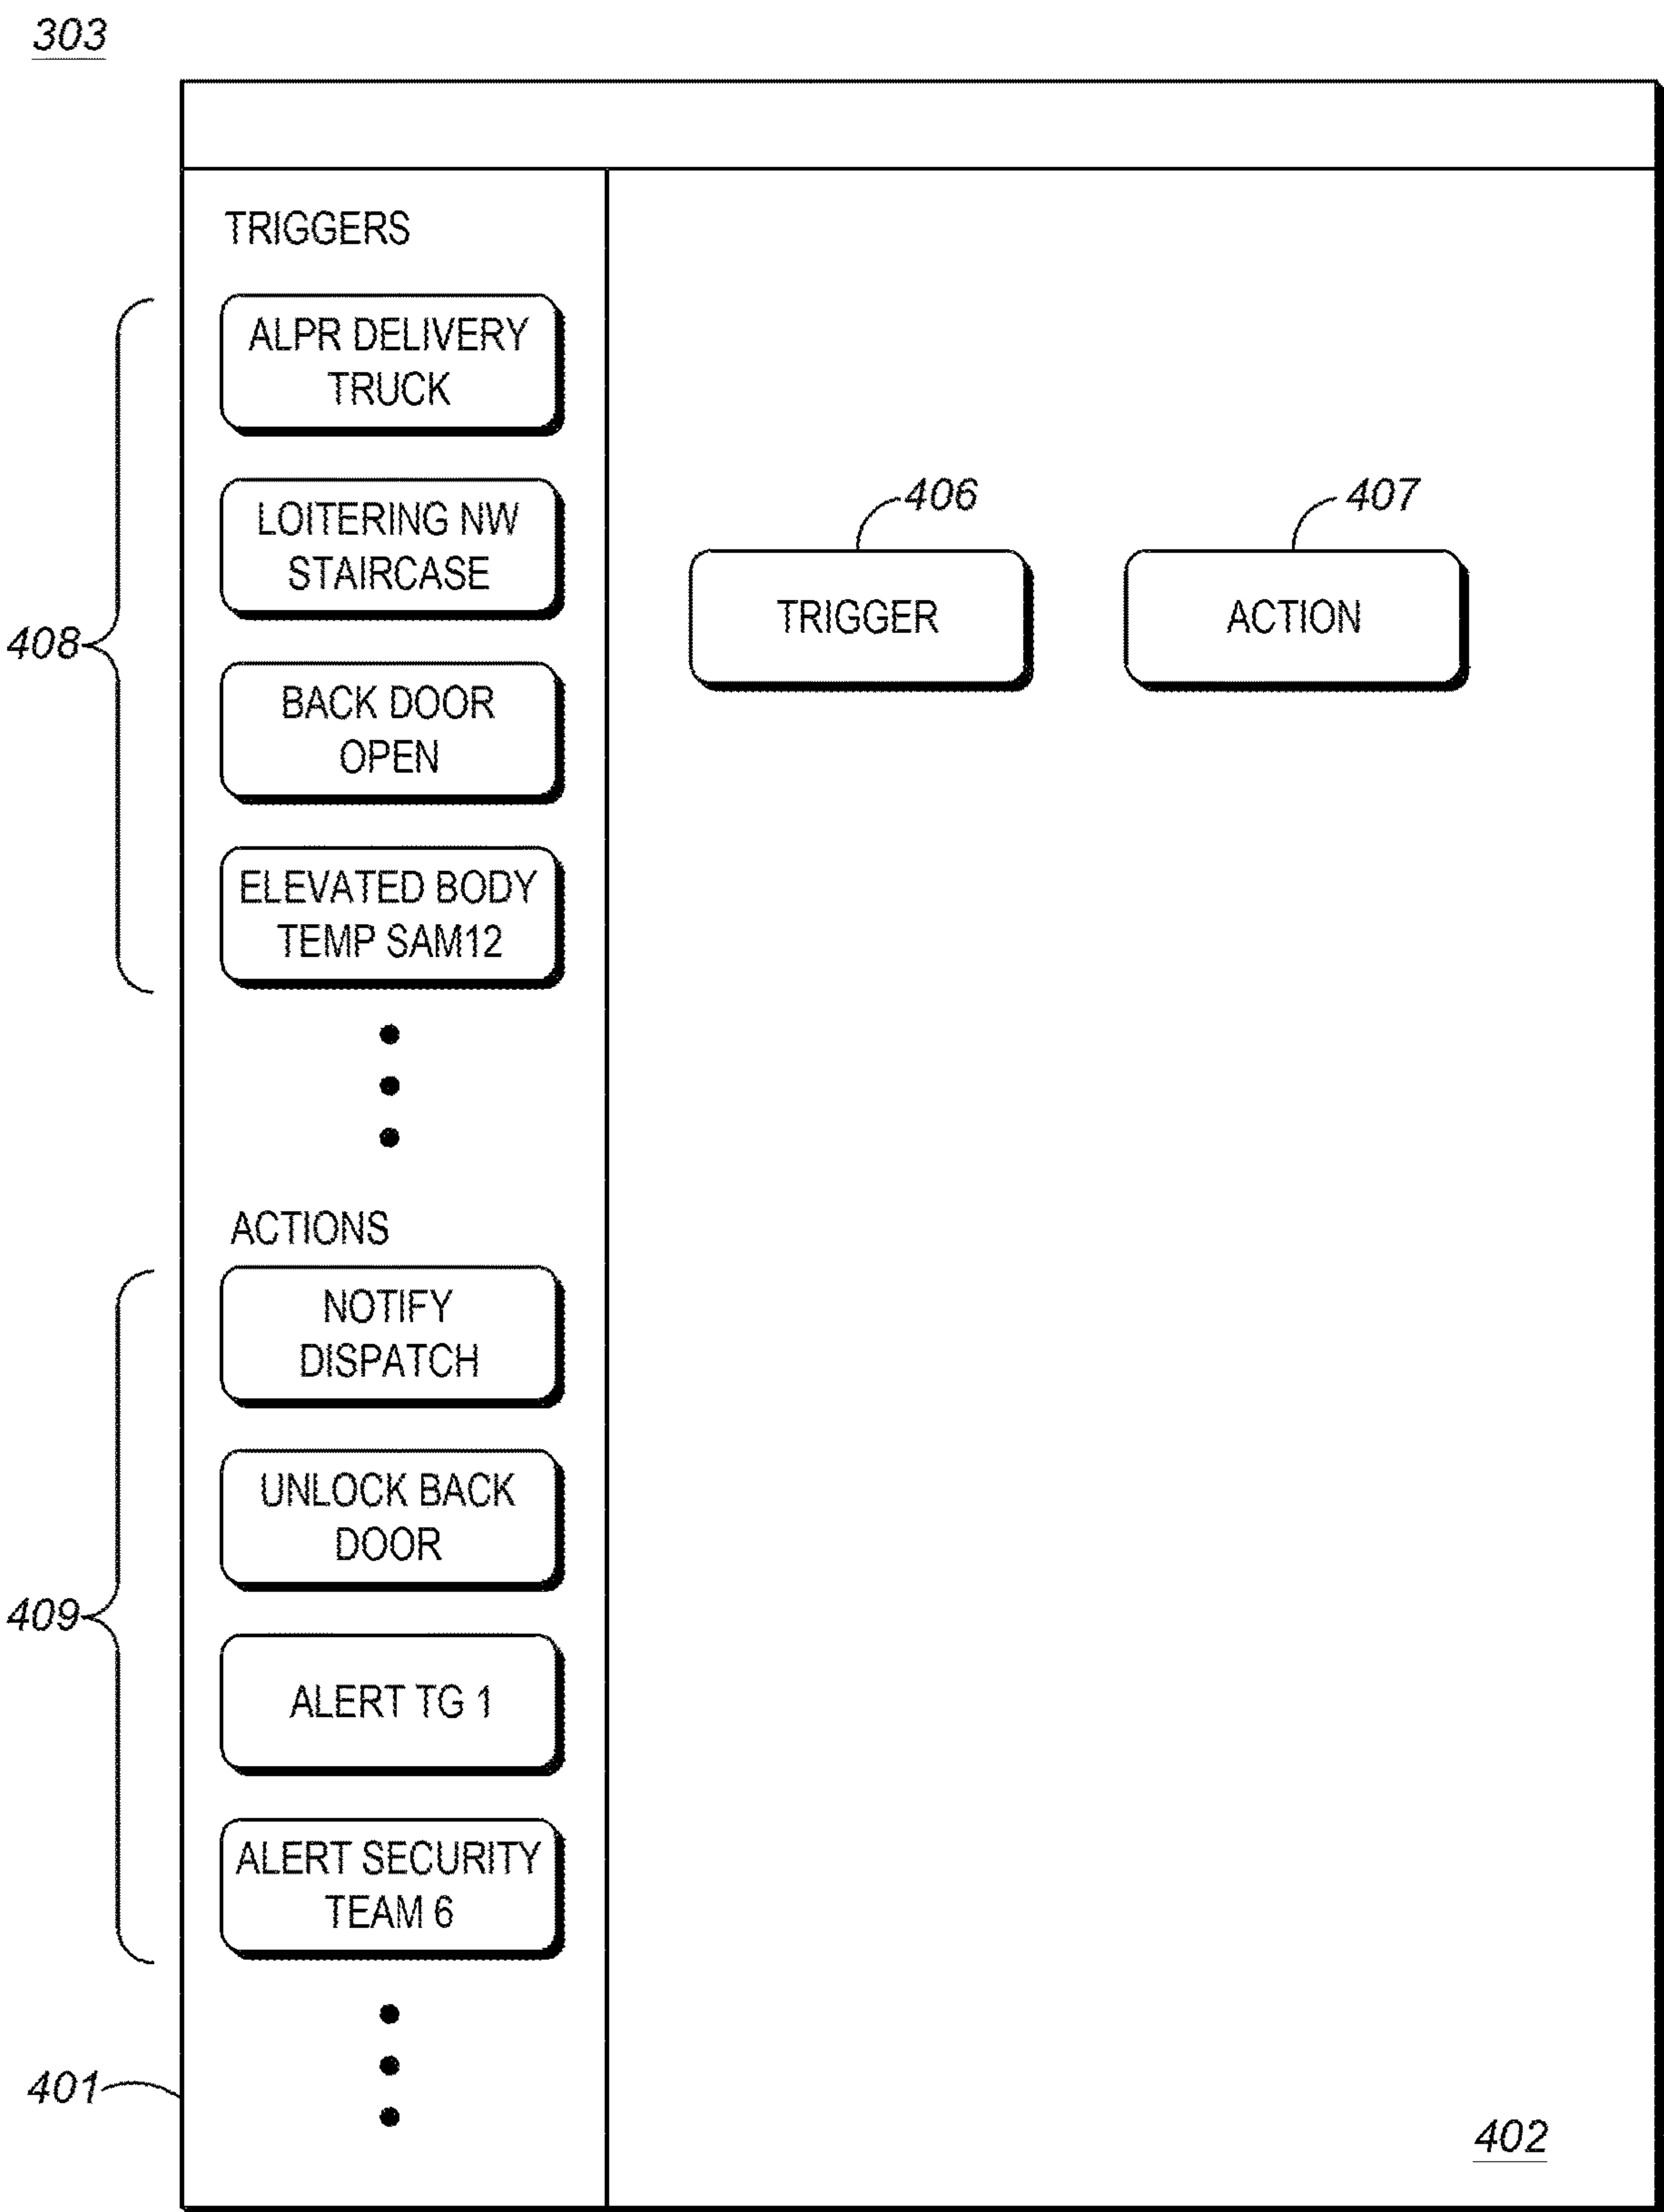 303
TRIGGERS
ALPR DELIVERY
TRUCK
LOITERING NW
STAIRCASE
BACK DOOR
OPEN
ELEVATED BODY
TEMP SAM12
408
406
407
TRIGGER
ACTION
ACTIONS
NOTIFY
DISPATCH
UNLOCK BACK
DOOR
ALERT TG 1
ALERT SECURITY
TEAM 6
409
401
402